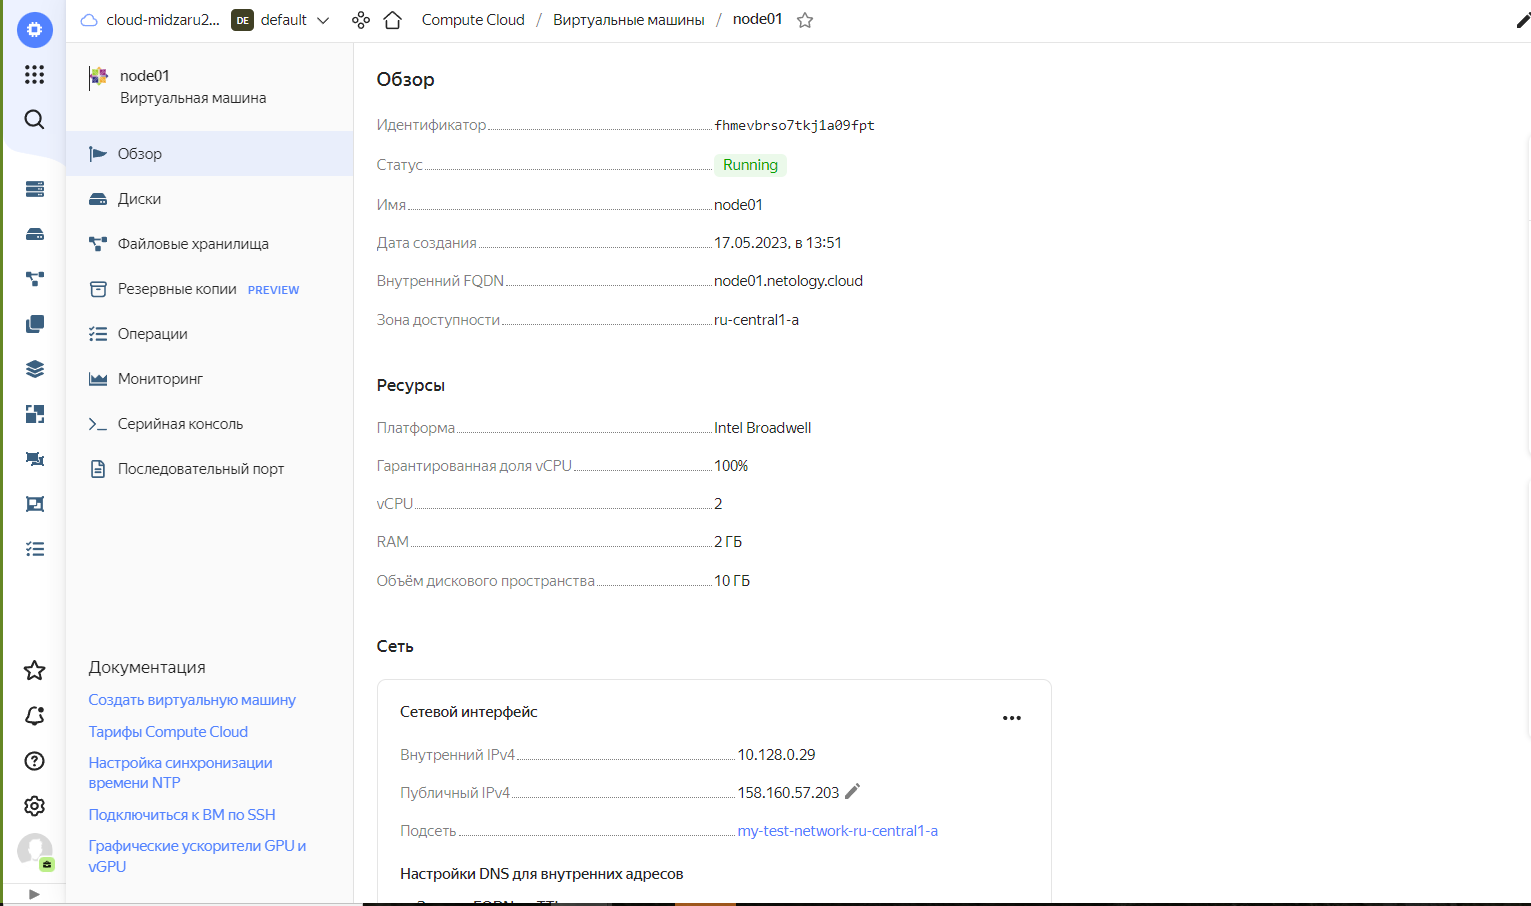 cloud-midzaru2... DE default Compute Cloud / Виртуальные машины / node01
node01
Виртуальная машина
Обзор
Диски
Файловые хранилища
Резервные копии PREVIEW
Операции
Мониторинг
Серийная консоль
Последовательный порт
Документация
Создать виртуальную машину
Тарифы Compute Cloud
Настройка синхронизации
времени NTP
Подключиться к ВМ по SSH
Графические ускорители GPU и
vGPU
Обзор
Идентификатор fhmevbrso7tkj1a09fpt
Статус Running
Имя node01
Дата создания 17.05.2023, в 13:51
Внутренний FQDN node01.netology.cloud
Зона доступности ru-central1-a
Ресурсы
Платформа Intel Broadwell
Гарантированная доля vCPU 100%
vCPU 2
RAM 2 ГБ
Объём дискового пространства 10 ГБ
Сеть
Сетевой интерфейс
Внутренний IPv4 10.128.0.29
Публичный IPv4 158.160.57.203
Подсеть my-test-network-ru-central1-a
Настройки DNS для внутренних адресов